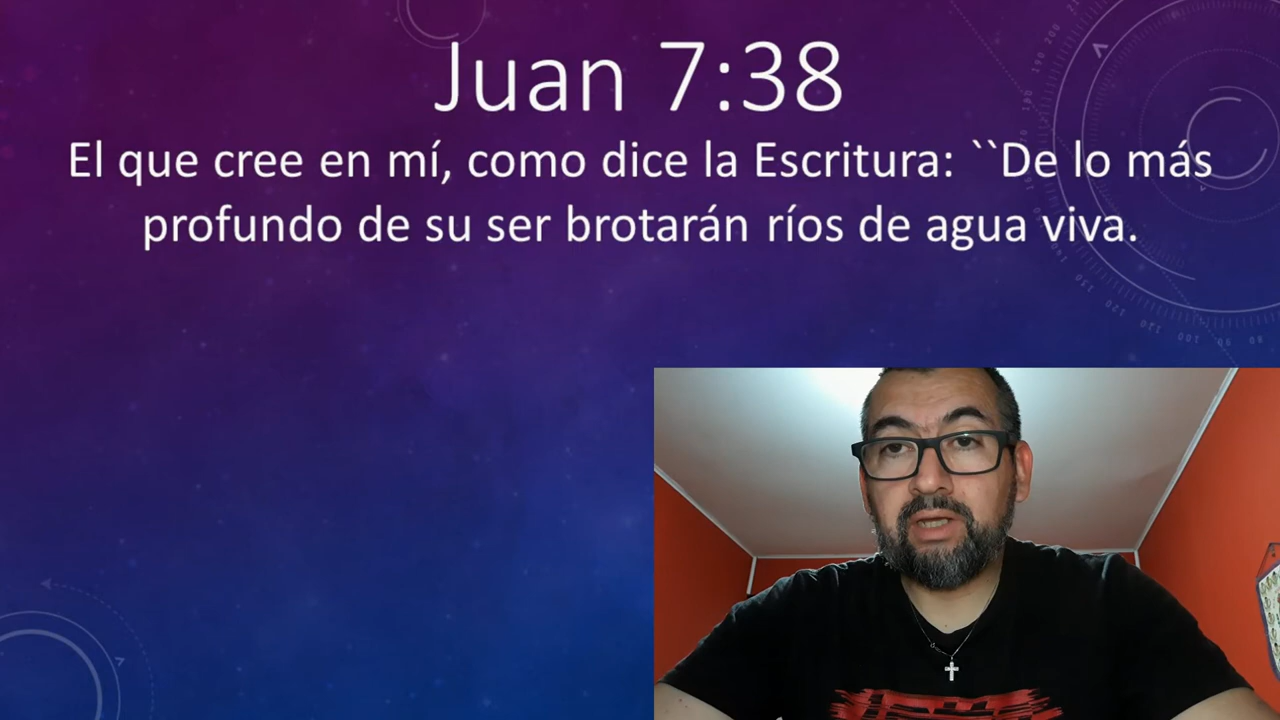 Juan 7:38
El que cree en mí, como dice la Escritura: ``De lo más
profundo de su ser brotarán ríos de agua viva.